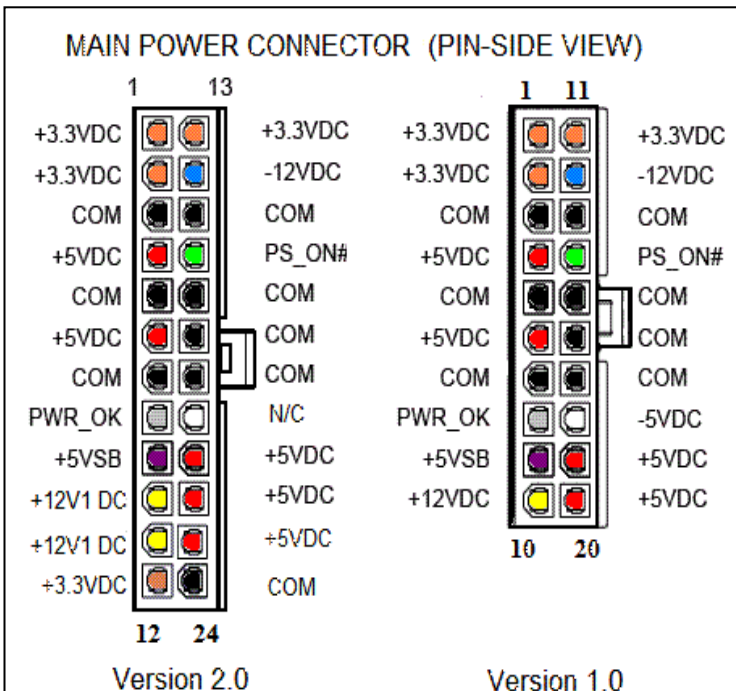 MAIN POWER CONNECTOR (PIN-SIDE VIEW)
1 13
+3.3VDC +3.3VDC
+3.3VDC -12VDC
COM COM
+5VDC PS_ON#
COM COM
+5VDC COM
COM COM
PWR_OK N/C
+5VSB +5VDC
+12V1 DC +5VDC
+12V1 DC +5VDC
+3.3VDC COM
12 24
Version 2.0
1 11
+3.3VDC +3.3VDC
+3.3VDC -12VDC
COM COM
+5VDC PS_ON#
COM COM
+5VDC COM
COM COM
PWR_OK -5VDC
+5VSB +5VDC
+12VDC +5VDC
10 20
Version 1.0